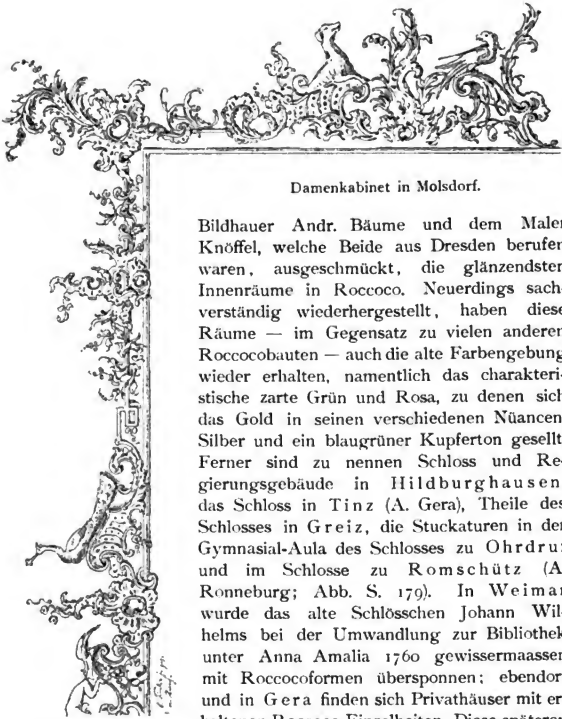 Damenkabinet in Molsdorf.
Bildhauer Andr. Bäume und dem Maler
Knöffel, welche Beide aus Dresden berufen
waren, ausgeschmückt, die glänzendsten
Innenräume in Roccoco. Neuerdings sach-
verständig wiederhergestellt, haben diese
Räume — im Gegensatz zu vielen anderen
Roccocobauten — auch die alte Farbengebung
wieder erhalten, namentlich das charakteri-
stische zarte Grün und Rosa, zu denen sich
das Gold in seinen verschiedenen Nüancen,
Silber und ein blaugrüner Kupferton gesellt.
Ferner sind zu nennen Schloss und Re-
gierungsgebäude in Hildburghausen,
das Schloss in Tinz (A. Gera), Theile des
Schlosses in Greiz, die Stuckaturen in der
Gymnasial-Aula des Schlosses zu Ohrdruf
und im Schlosse zu Romschütz (A.
Ronneburg; Abb. S. 179). In Weimar
wurde das alte Schlösschen Johann Wil-
helms bei der Umwandlung zur Bibliothek
unter Anna Amalia 1760 gewissermaassen
mit Roccocoformen übersponnen; ebendort
und in Gera finden sich Privathäuser mit er-